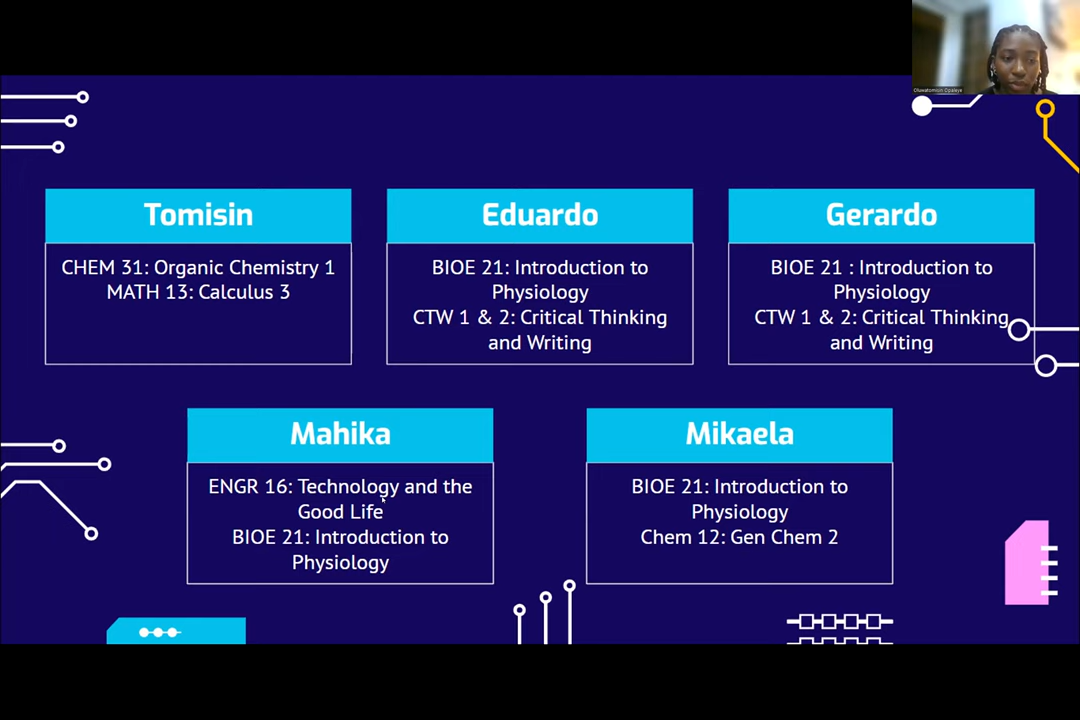 Oluwatomisin Opaleye
Tomisin
CHEM 31: Organic Chemistry 1
MATH 13: Calculus 3
Eduardo
BIOE 21: Introduction to
Physiology
CTW 1 & 2: Critical Thinking
and Writing
Gerardo
BIOE 21 : Introduction to
Physiology
CTW 1 & 2: Critical Thinking
and Writing
Mahika
ENGR 16: Technology and the
Good Life
BIOE 21: Introduction to
Physiology
Mikaela
BIOE 21: Introduction to
Physiology
Chem 12: Gen Chem 2